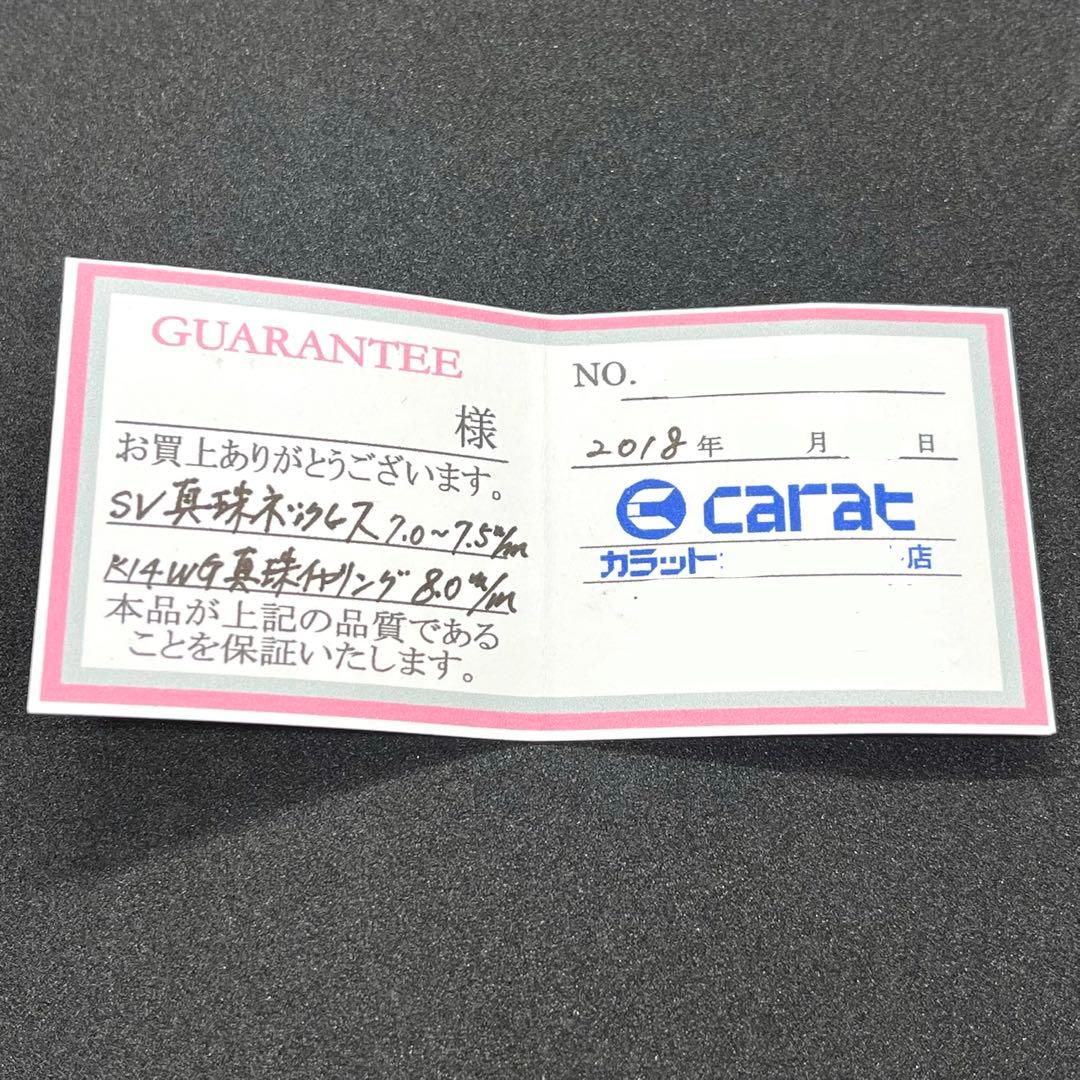 GUARANTEE
様
お買上ありがとうございます。
SV真珠ネックレス 7.0~7.5m/m
K14WG真珠イヤリング 8.0m/m
本品が上記の品質である
ことを保証いたします。
NO.
2018年 月 日
carat
カラット 店